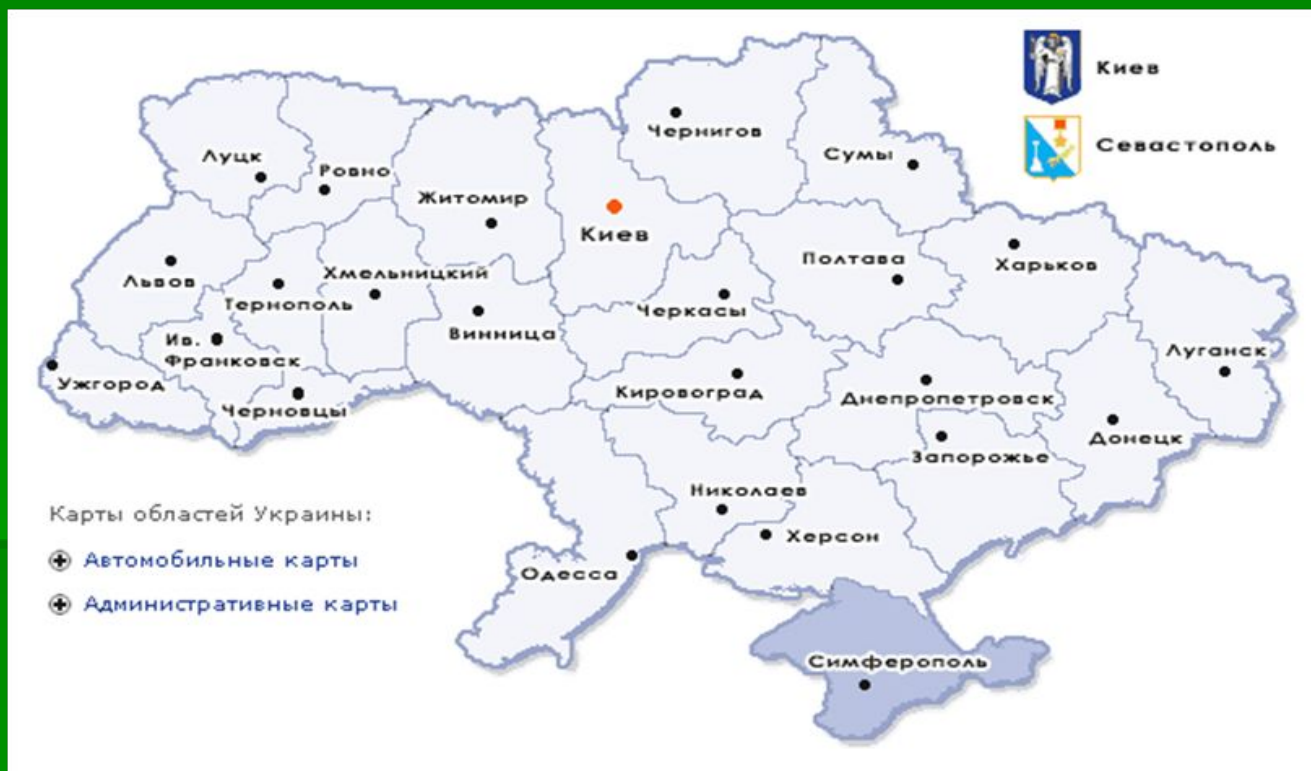 Киев
Севастополь
Чернигов
Сумы
Луцк
Ровно
Житомир
Киев
Полтава
Харьков
Львов
Тернополь
Хмельницкий
Черкассы
Винница
Ив.
Франковск
Ужгород
Черновцы
Кировоград
Днепропетровск
Луганск
Донецк
Запорожье
Николаев
Херсон
Одесса
Симферополь
Карты областей Украины:
Автомобильные карты
Административные карты